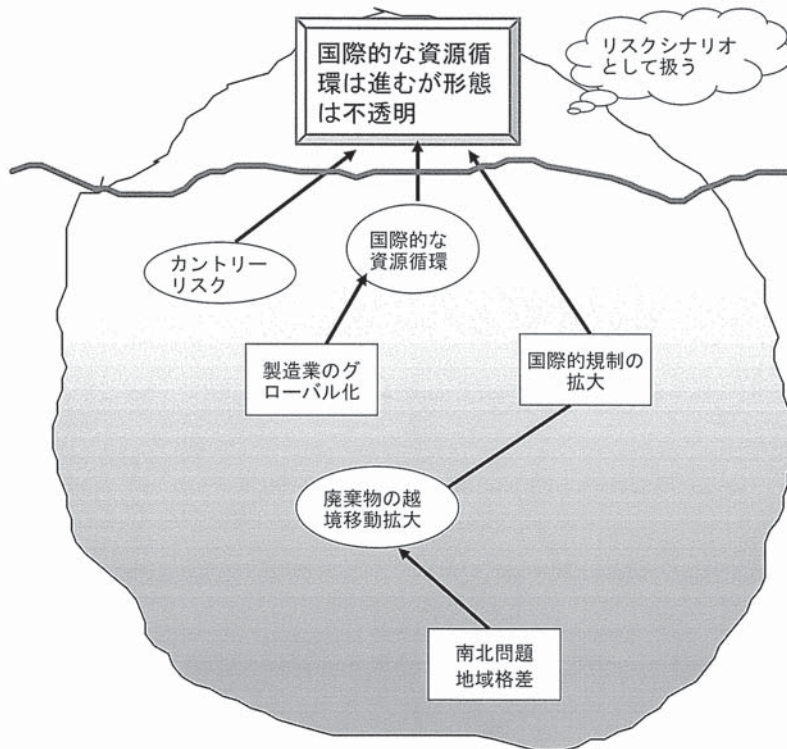 国際的な資源循
環は進むが形態
は不透明
リスクシナリオ
として扱う
カントリー
リスク
国際的な
資源循環
製造業のグ
ローバル化
国際的規制の
拡大
廃棄物の越
境移動拡大
南北問題
地域格差